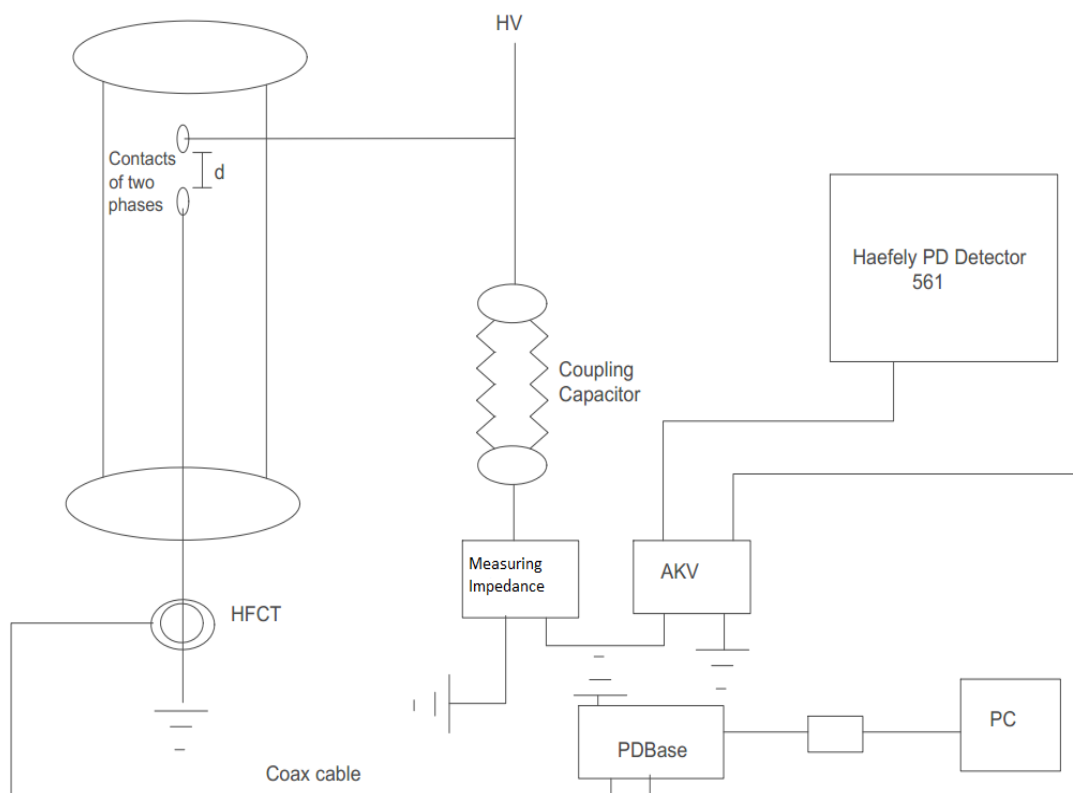 HV
Contacts
of two
phases
d
Haefely PD Detector
561
Coupling
Capacitor
Measuring
Impedance
AKV
HFCT
PDBase
PC
Coax cable